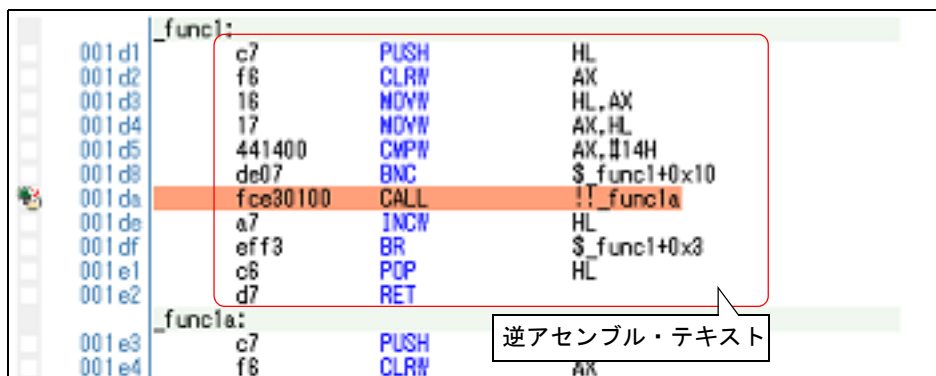 _func1:
001d1 c7 PUSH HL
001d2 f6 CLRW AX
001d3 16 MOVW HL,AX
001d4 17 MOVW AX,HL
001d5 441400 CMPW AX,#14H
001d8 de07 BNC $_func1+0x10
001da fce30100 CALL !!_func1a
001de a7 INCW HL
001df eff3 BR $_func1+0x3
001e1 c6 POP HL
001e2 d7 RET
_func1a:
001e3 c7 PUSH
001e4 f6 CLRW AX
逆アセンブル・テキスト